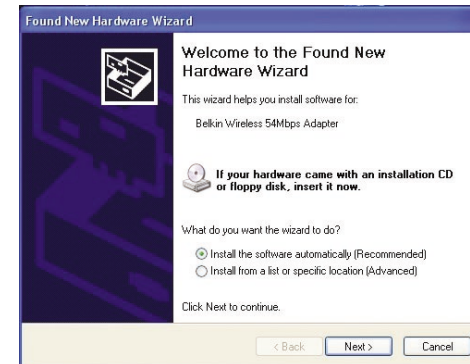 Found New Hardware Wizard
Welcome to the Found New
Hardware Wizard
This wizard helps you install software for:
Belkin Wireless 54Mbps Adapter
If your hardware came with an installation CD
or floppy disk, insert it now.
What do you want the wizard to do?
Install the software automatically (Recommended)
Install from a list or specific location (Advanced)
Click Next to continue.
< Back Next > Cancel